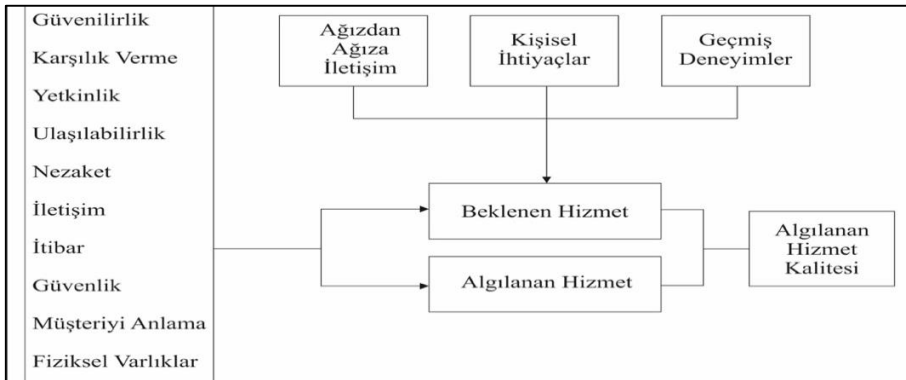 Güvenilirlik
Karşılık Verme
Yetkinlik
Ulaşılabilirlik
Nezaket
İletişim
İtibar
Güvenlik
Müşteriyi Anlama
Fiziksel Varlıklar
Ağızdan
Ağıza
İletişim
Kişisel
İhtiyaçlar
Geçmiş
Deneyimler
Beklenen Hizmet
Algılanan Hizmet
Algılanan
Hizmet
Kalitesi